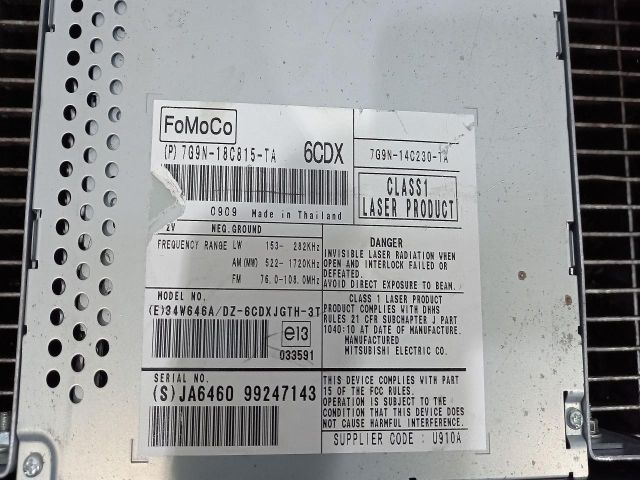 FoMoCo
(P) 7G9N-18C815-TA 6CDX
7G9N-14C230-TA
CLASS1
LASER PRODUCT
0909 Made in Thailand
2V NEG.GROUND
FREQUENCY RANGE LW 153- 282KHz
AM (MW) 522-1720KHz
FM 76.0-108.0MHz
DANGER
INVISIBLE LASER RADIATION WHEN
OPEN AND INTERLOCK FAILED OR
DEFEATED.
AVOID DIRECT EXPOSURE TO BEAM.
MODEL NO.
(E)34W646A/DZ-6CDXJGTH-3T
e13
033591
CLASS 1 LASER PRODUCT
PRODUCT COMPLIES WITH DHHS
RULES 21 CFR SUBCHAPTER J PART
1040:10 AT DATE OF MANUFACTURE.
MANUFACTURED
MITSUBISHI ELECTRIC CO.
SERIAL NO.
(S)JA6460 99247143
THIS DEVICE COMPLIES WITH PART
15 OF THE FCC RULES.
OPERATION IS SUBJECT TO THE
CONDITION THAT THIS DEVICE DOES
NOT CAUSE HARMFUL INTERFERENCE.
SUPPLIER CODE : U910A